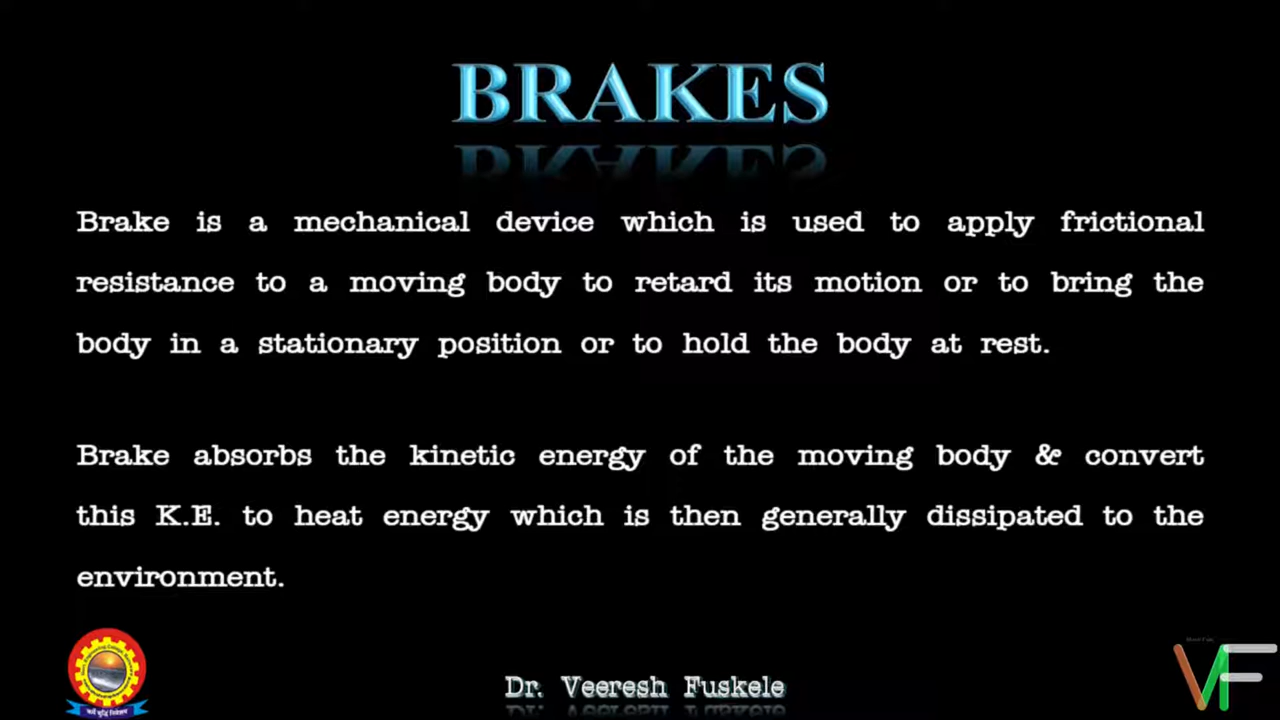 BRAKES
Brake is a mechanical device which is used to apply frictional
resistance to a moving body to retard its motion or to bring the
body in a stationary position or to hold the body at rest.
Brake absorbs the kinetic energy of the moving body & convert
this K.E. to heat energy which is then generally dissipated to the
environment.
Dr. Veeresh Fuskele
VF